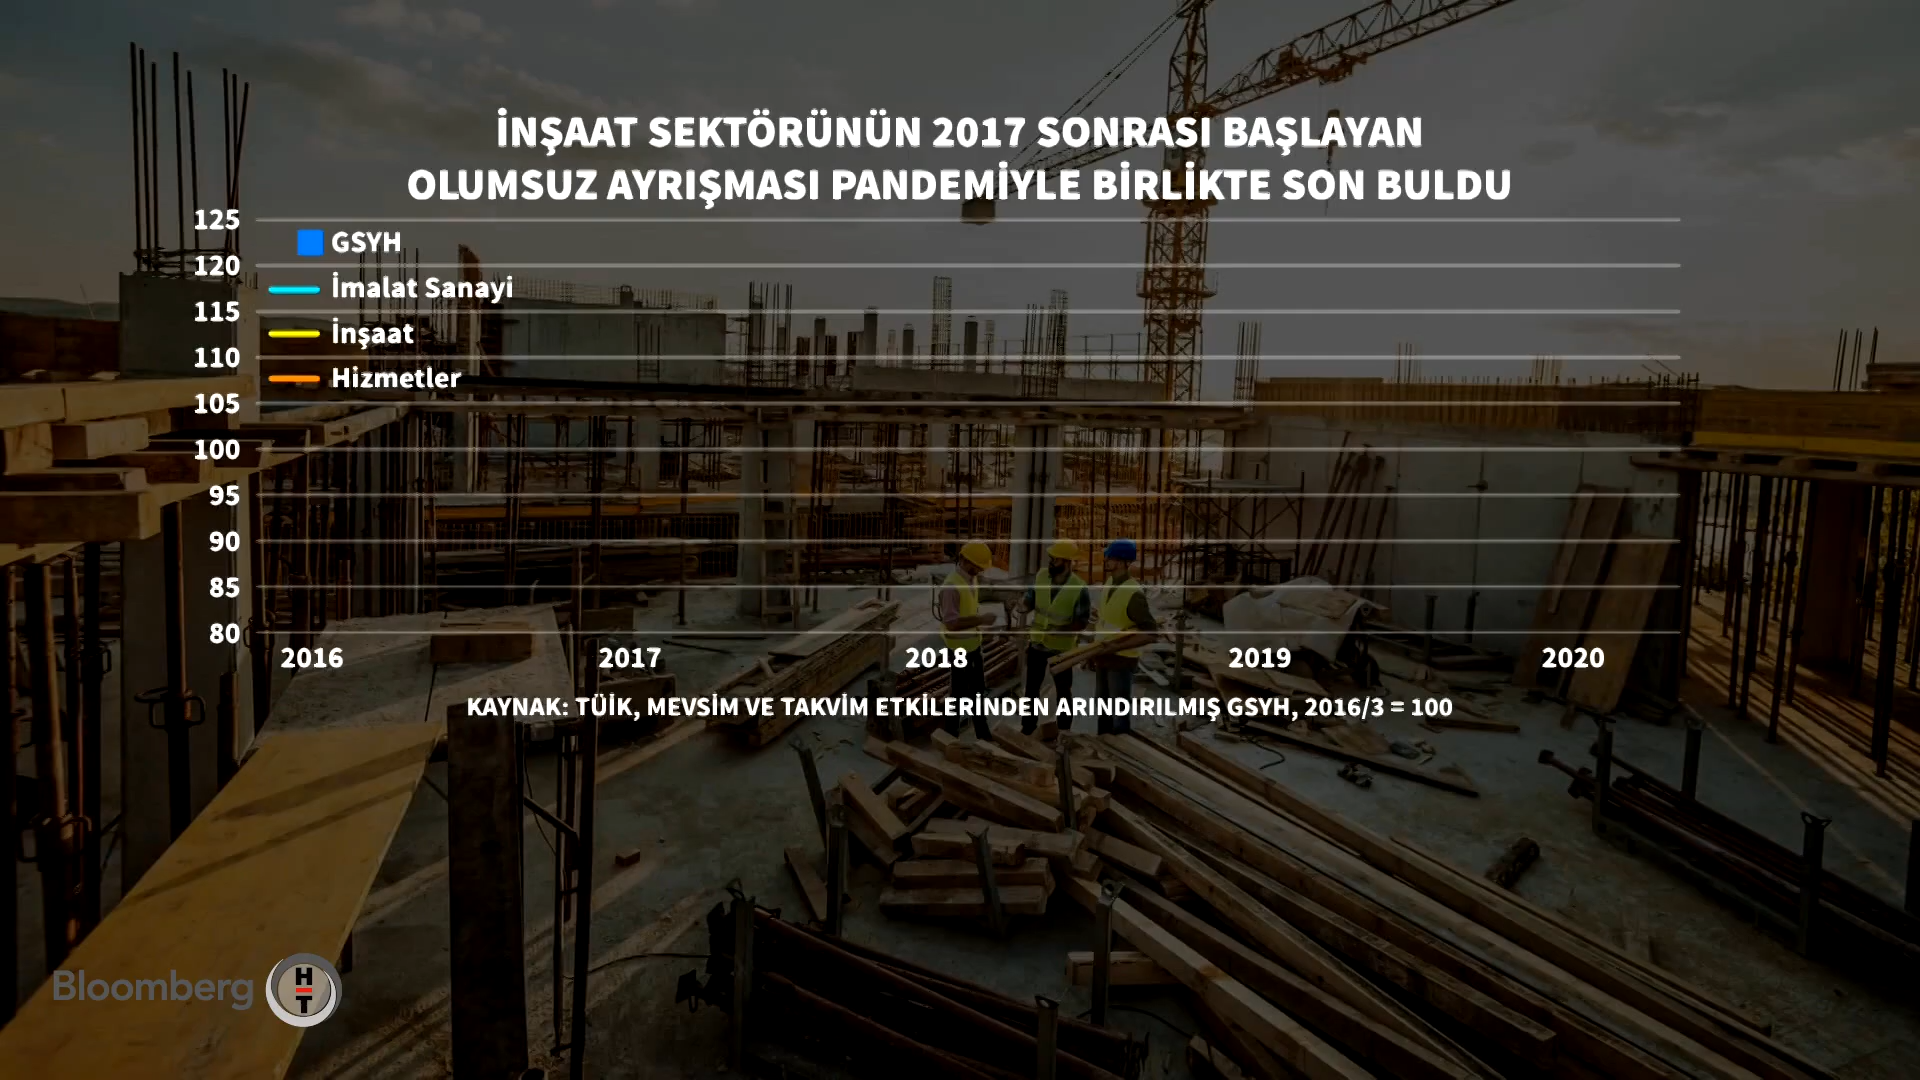 İNŞAAT SEKTÖRÜNÜN 2017 SONRASI BAŞLAYAN
OLUMSUZ AYRIŞMASI PANDEMİYLE BİRLİKTE SON BULDU
125
GSYH
120
İmalat Sanayi
115
İnşaat
110
Hizmetler
105
100
95
90
85
80
2016 2017 2018 2019 2020
KAYNAK: TÜİK, MEVSİM VE TAKVİM ETKİLERİNDEN ARINDIRILMIŞ GSYH, 2016/3 = 100
Bloomberg HT